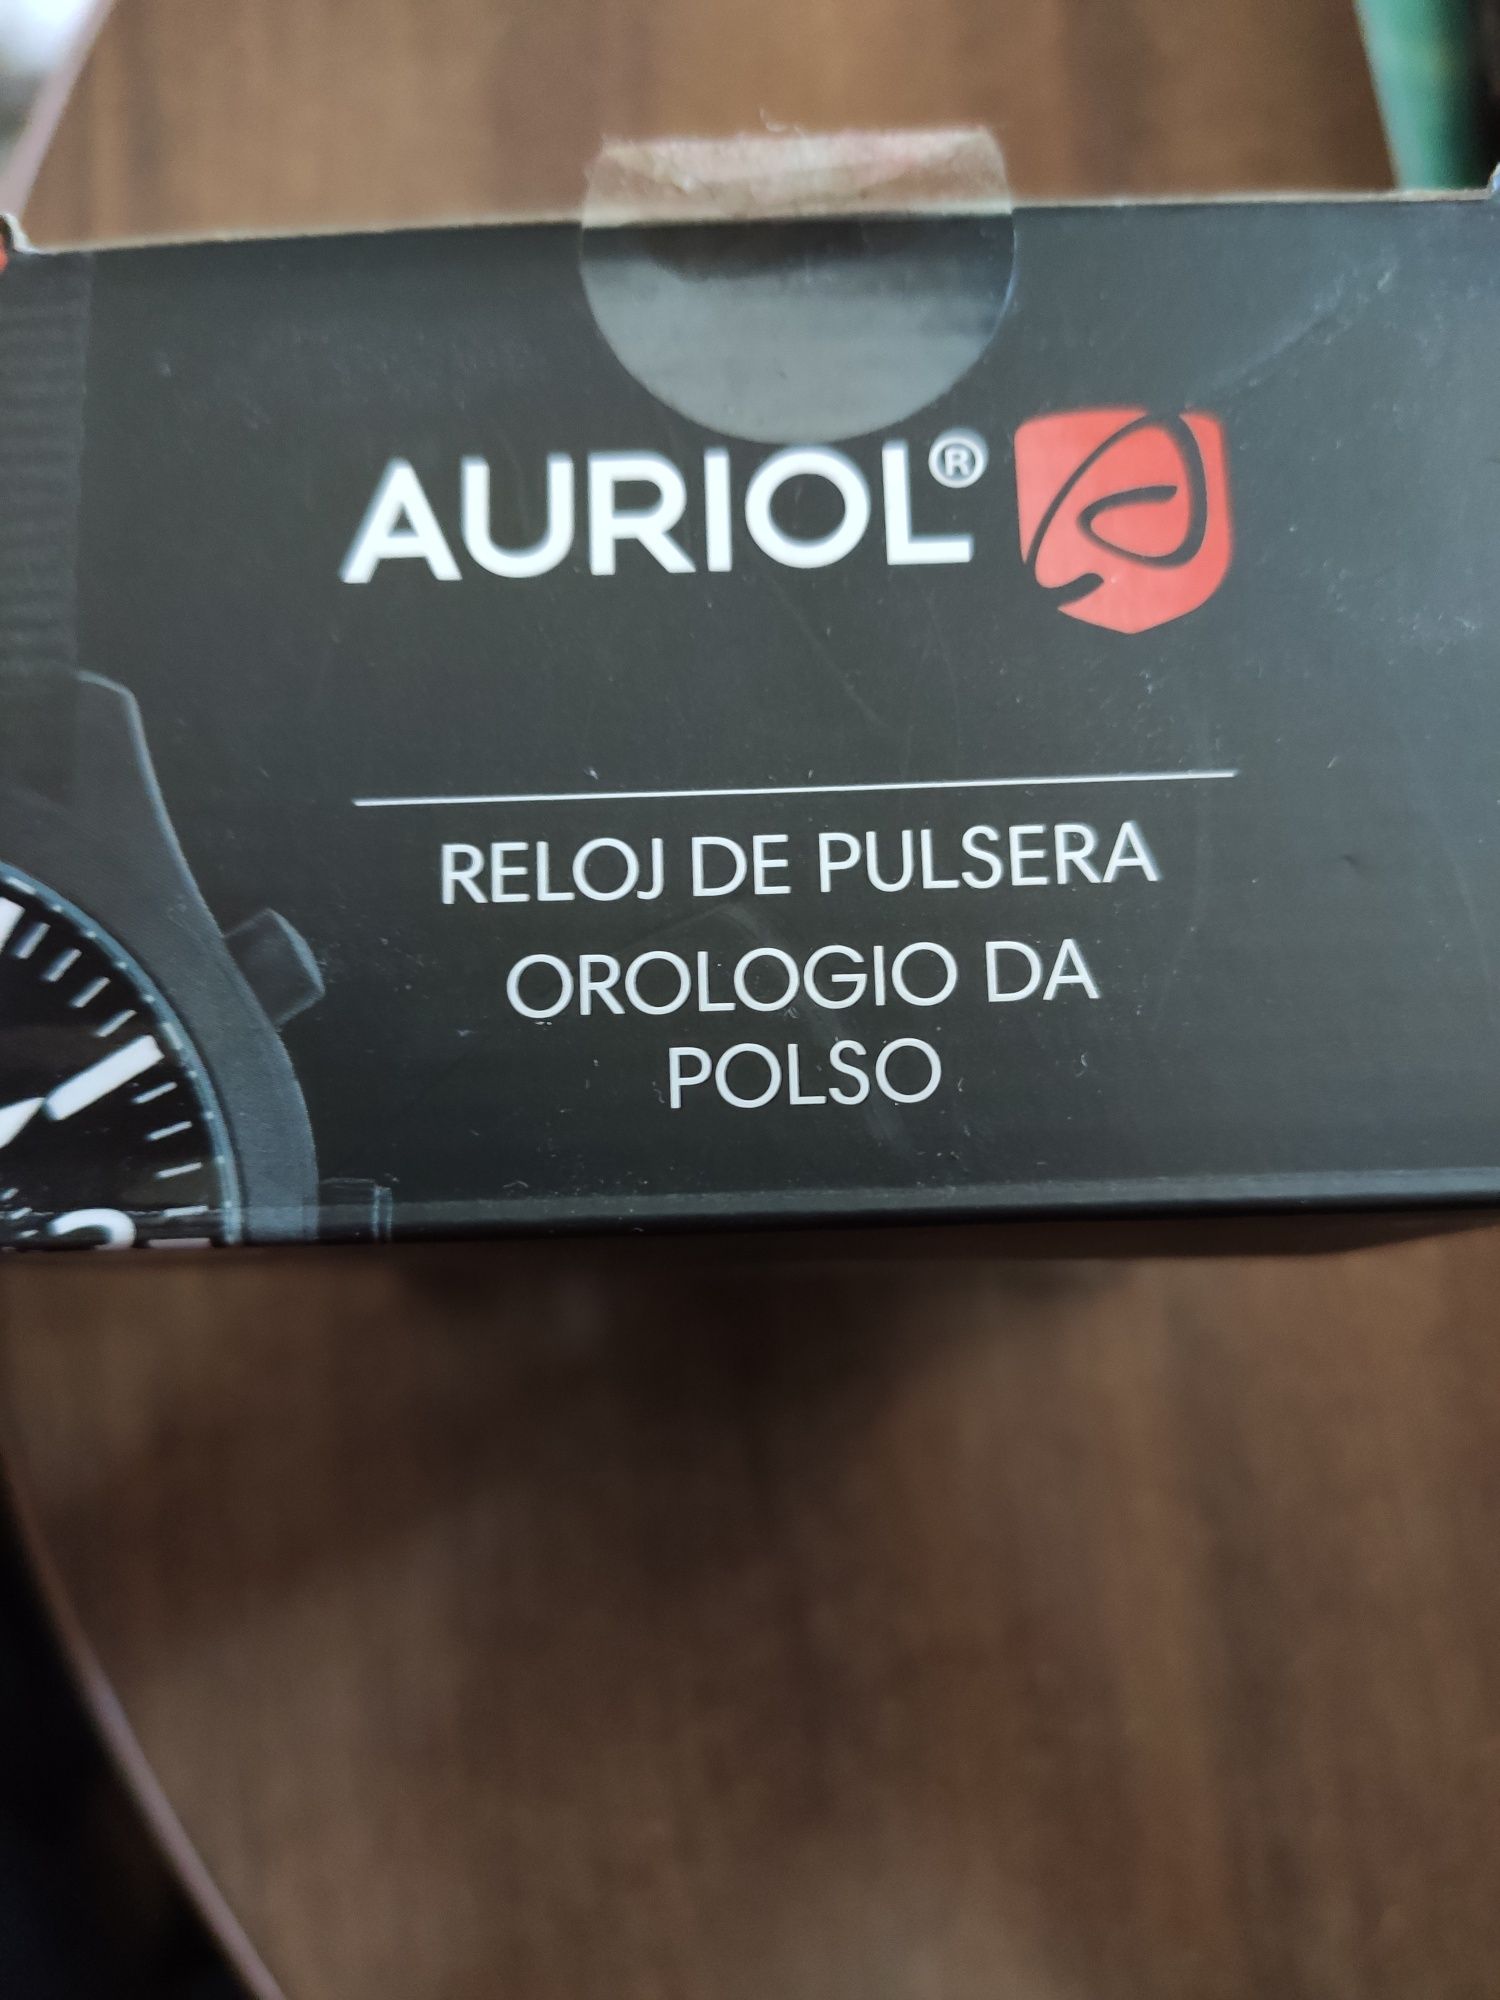 AURIOL®
RELOJ DE PULSERA
OROLOGIO DA
POLSO